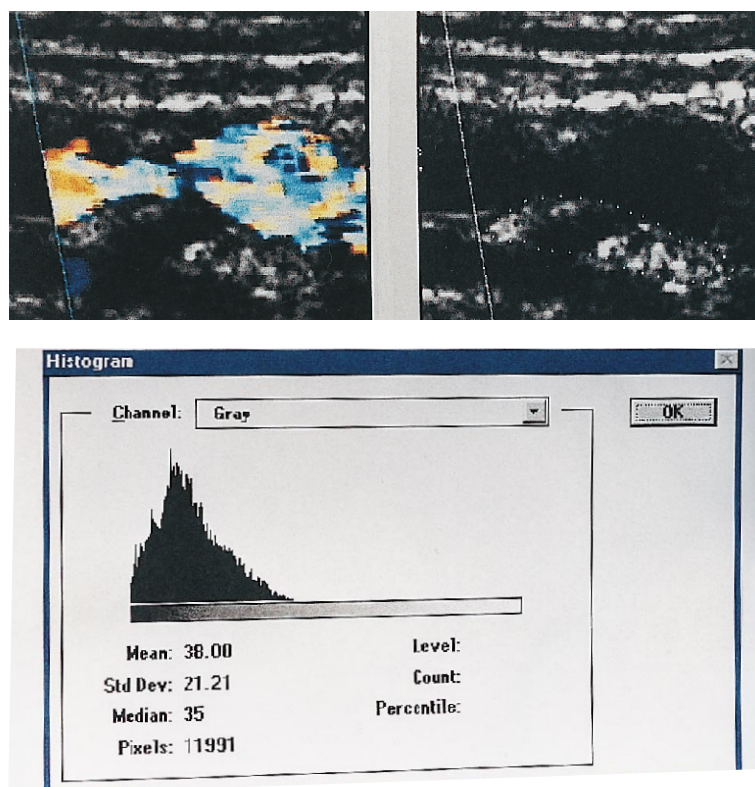 Histogram
Channel: Gray
OK
Mean: 38.00
Std Dev: 21.21
Median: 35
Pixels: 11991
Level:
Count:
Percentile: